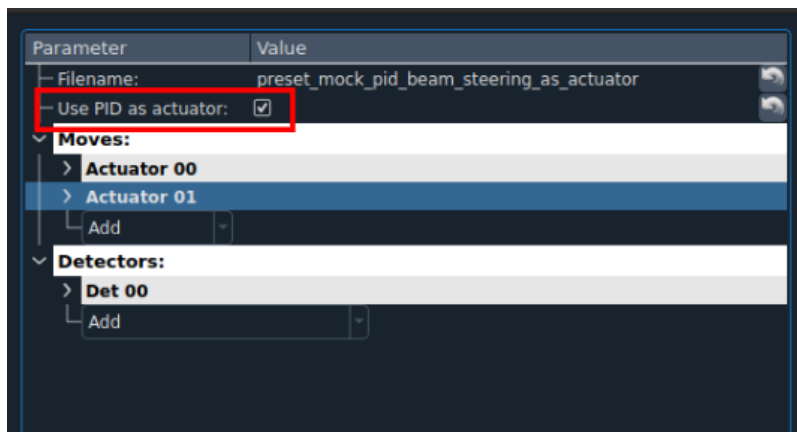 Parameter Value
Filename: preset_mock_pid_beam_steering_as_actuator
Use PID as actuator:
Moves:
Actuator 00
Actuator 01
Add
Detectors:
Det 00
Add